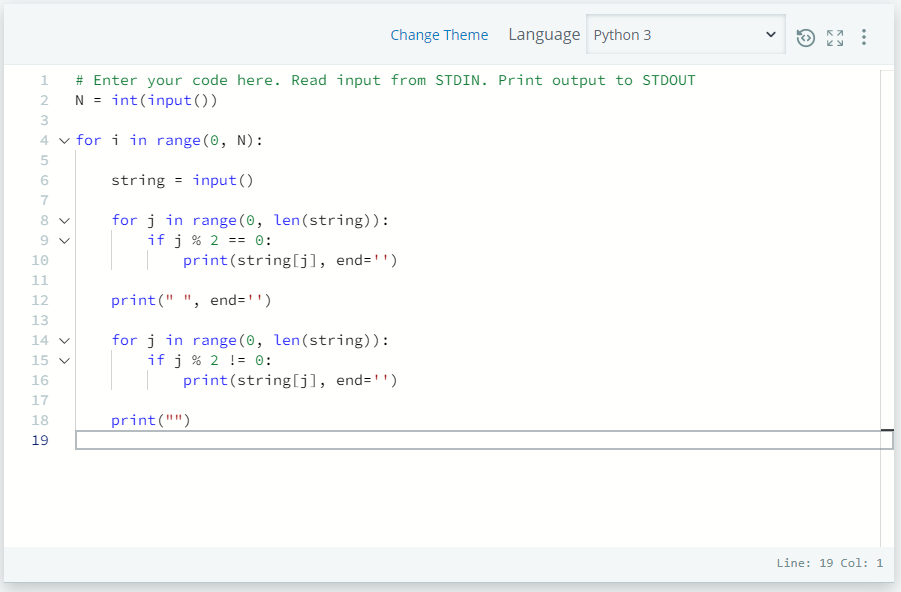 Change Theme Language Python 3
1 # Enter your code here. Read input from STDIN. Print output to STDOUT
2 N = int(input())
3
4 for i in range(0, N):
5
6     string = input()
7
8     for j in range(0, len(string)):
9         if j % 2 == 0:
10             print(string[j], end='')
11
12     print(" ", end='')
13
14     for j in range(0, len(string)):
15         if j % 2 != 0:
16             print(string[j], end='')
17
18     print("")
19
Line: 19 Col: 1